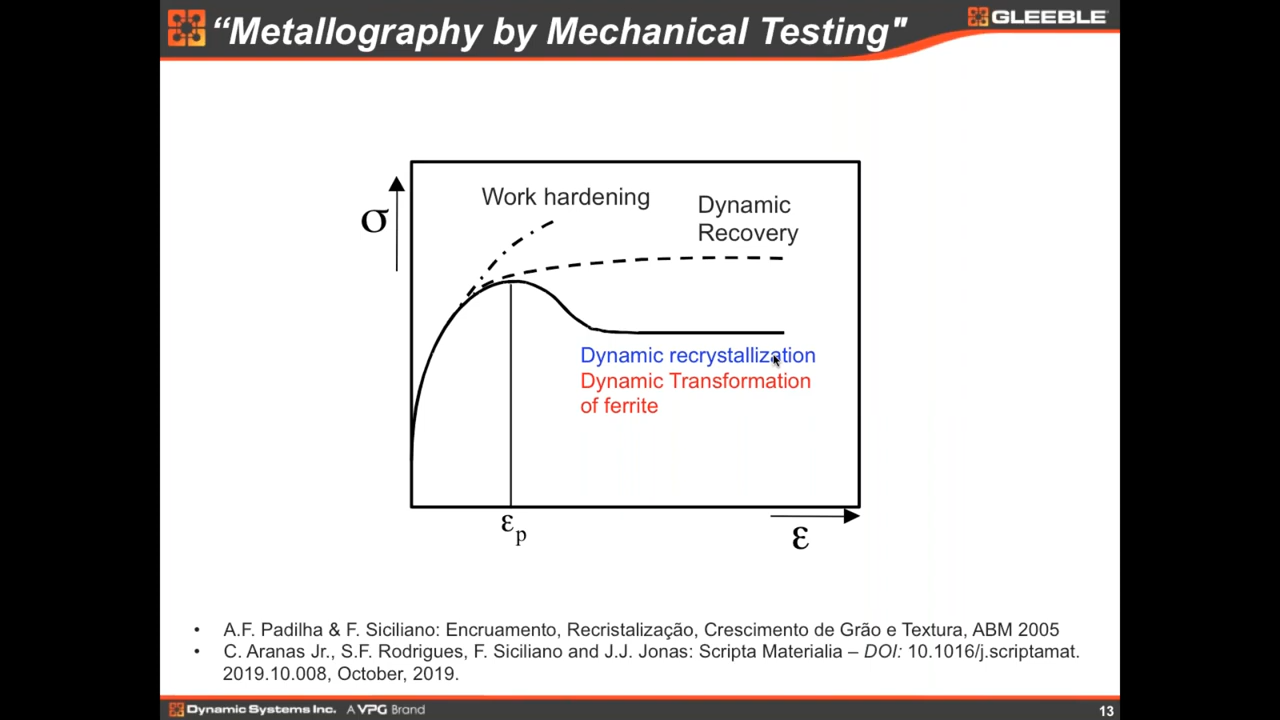 “Metallography by Mechanical Testing"
GLEEBLE
σ
Work hardening
Dynamic
Recovery
Dynamic recrystallization
Dynamic Transformation
of ferrite
εp
ε
• A.F. Padilha & F. Siciliano: Encruamento, Recristalização, Crescimento de Grão e Textura, ABM 2005
• C. Aranas Jr., S.F. Rodrigues, F. Siciliano and J.J. Jonas: Scripta Materialia – DOI: 10.1016/j.scriptamat.
2019.10.008, October, 2019.
Dynamic Systems Inc. A VPG Brand
13